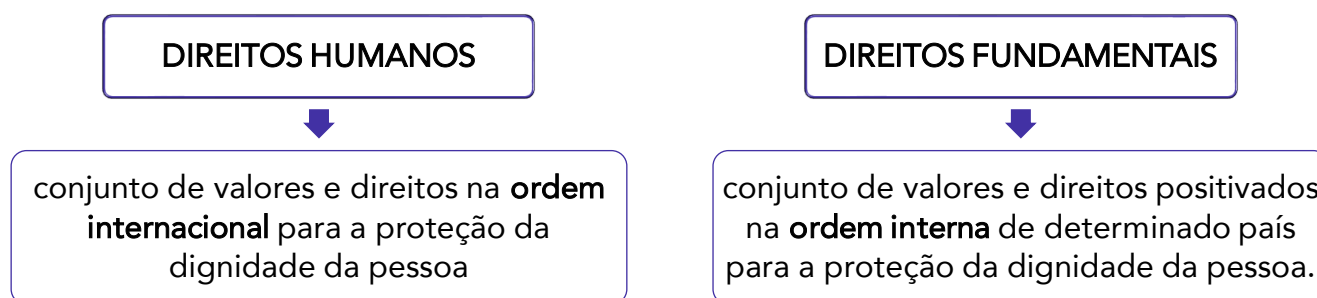 DIREITOS HUMANOS
conjunto de valores e direitos na ordem
internacional para a proteção da
dignidade da pessoa
DIREITOS FUNDAMENTAIS
conjunto de valores e direitos positivados
na ordem interna de determinado país
para a proteção da dignidade da pessoa.